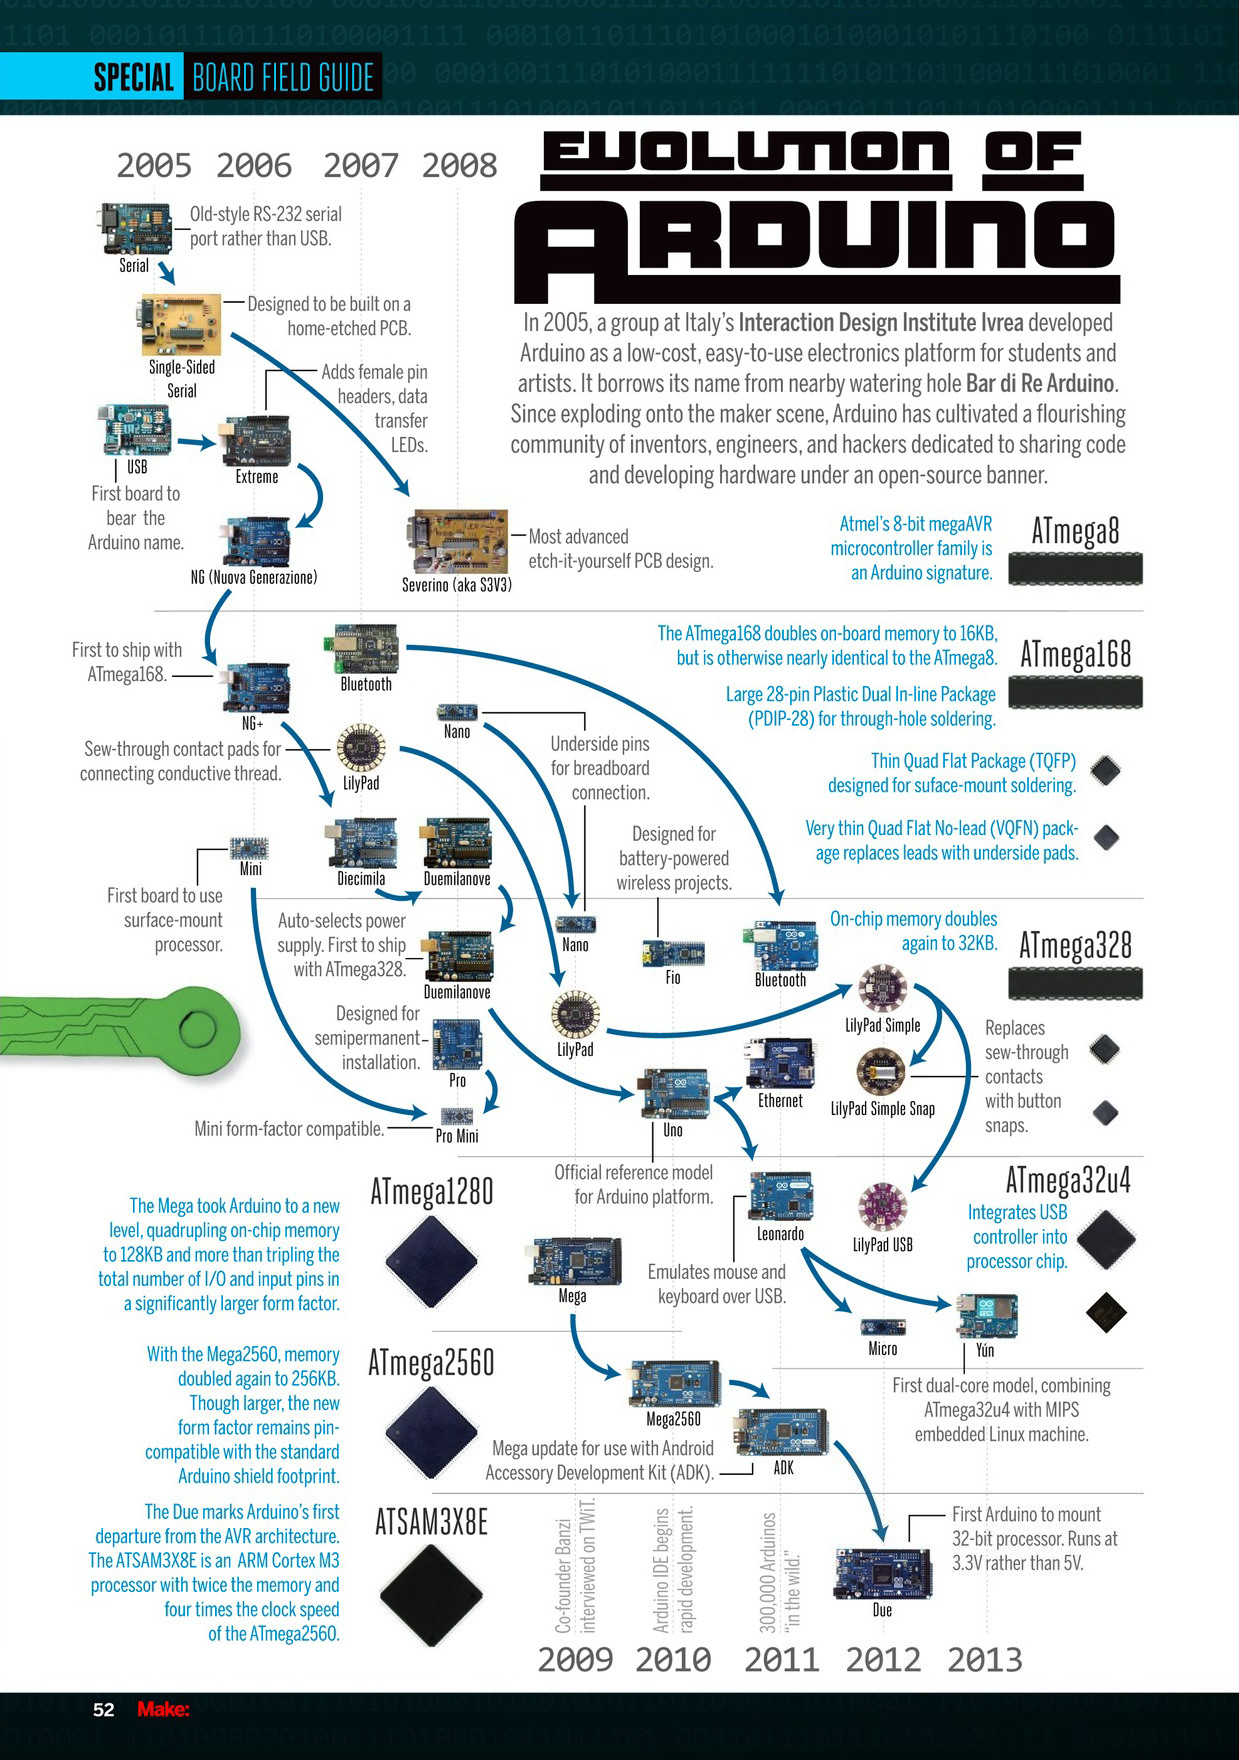 SPECIAL BOARD FIELD GUIDE
EVOLUTION OF
ARDUINO
2005 2006 2007 2008
In 2005, a group at Italy's Interaction Design Institute Ivrea developed
Arduino as a low-cost, easy-to-use electronics platform for students and
artists. It borrows its name from nearby watering hole Bar di Re Arduino.
Since exploding onto the maker scene, Arduino has cultivated a flourishing
community of inventors, engineers, and hackers dedicated to sharing code
and developing hardware under an open-source banner.
Old-style RS-232 serial
port rather than USB.
Serial
Designed to be built on a
home-etched PCB.
Single-Sided
Serial
Adds female pin
headers, data
transfer
LEDs.
USB
Extreme
First board to
bear the
Arduino name.
NG (Nuova Generazione)
Most advanced
etch-it-yourself PCB design.
Severino (aka S3V3)
Atmel's 8-bit megaAVR
microcontroller family is
an Arduino signature.
ATmega8
First to ship with
ATmega168.
NG+
Bluetooth
The ATmega168 doubles on-board memory to 16KB,
but is otherwise nearly identical to the ATmega8.
ATmega168
Large 28-pin Plastic Dual In-line Package
(PDIP-28) for through-hole soldering.
Thin Quad Flat Package (TQFP)
designed for suface-mount soldering.
Very thin Quad Flat No-lead (VQFN) pack-
age replaces leads with underside pads.
Sew-through contact pads for
connecting conductive thread.
LilyPad
Nano
Underside pins
for breadboard
connection.
Designed for
battery-powered
wireless projects.
Mini
Diecimila
Duemilanove
First board to use
surface-mount
processor.
Auto-selects power
supply. First to ship
with ATmega328.
Duemilanove
Nano
Fio
Bluetooth
On-chip memory doubles
again to 32KB.
ATmega328
Designed for
semipermanent
installation.
Pro
LilyPad
LilyPad Simple
Replaces
sew-through
contacts
with button
snaps.
LilyPad Simple Snap
Ethernet
Uno
Mini form-factor compatible.
Pro Mini
Official reference model
for Arduino platform.
ATmega32u4
Integrates USB
controller into
processor chip.
Leonardo
LilyPad USB
Emulates mouse and
keyboard over USB.
Micro
Yún
First dual-core model, combining
ATmega32u4 with MIPS
embedded Linux machine.
ATmega1280
The Mega took Arduino to a new
level, quadrupling on-chip memory
to 128KB and more than tripling the
total number of I/O and input pins in
a significantly larger form factor.
Mega
ATmega2560
With the Mega2560, memory
doubled again to 256KB.
Though larger, the new
form factor remains pin-
compatible with the standard
Arduino shield footprint.
Mega2560
Mega update for use with Android
Accessory Development Kit (ADK).
ADK
ATSAM3X8E
The Due marks Arduino's first
departure from the AVR architecture.
The ATSAM3X8E is an ARM Cortex M3
processor with twice the memory and
four times the clock speed
of the ATmega2560.
First Arduino to mount
32-bit processor. Runs at
3.3V rather than 5V.
Due
Co-founder Banzi
interviewed on TWiT.
Arduino IDE begins
rapid development.
300,000 Arduinos
"in the wild."
2009 2010 2011 2012 2013
52 Make: